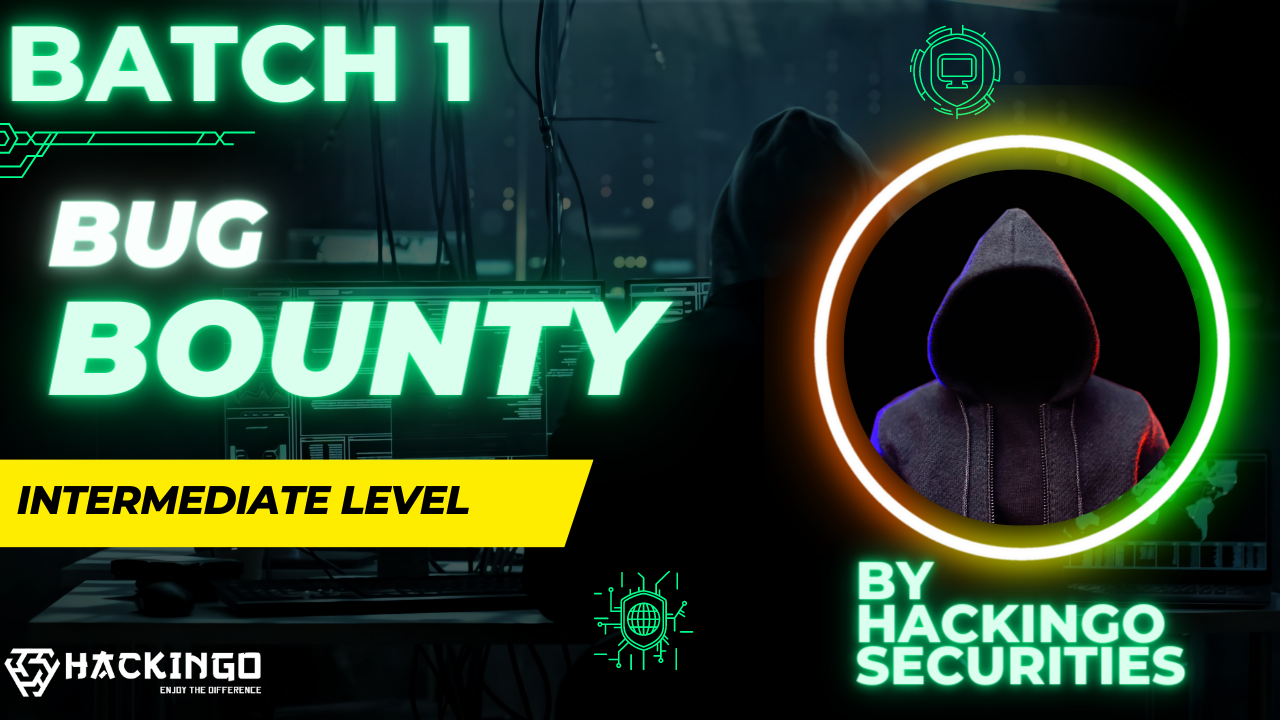 BATCH 1
BUG
BOUNTY
INTERMEDIATE LEVEL
BY
HACKINGO
SECURITIES
HACKINGO
ENJOY THE DIFFERENCE